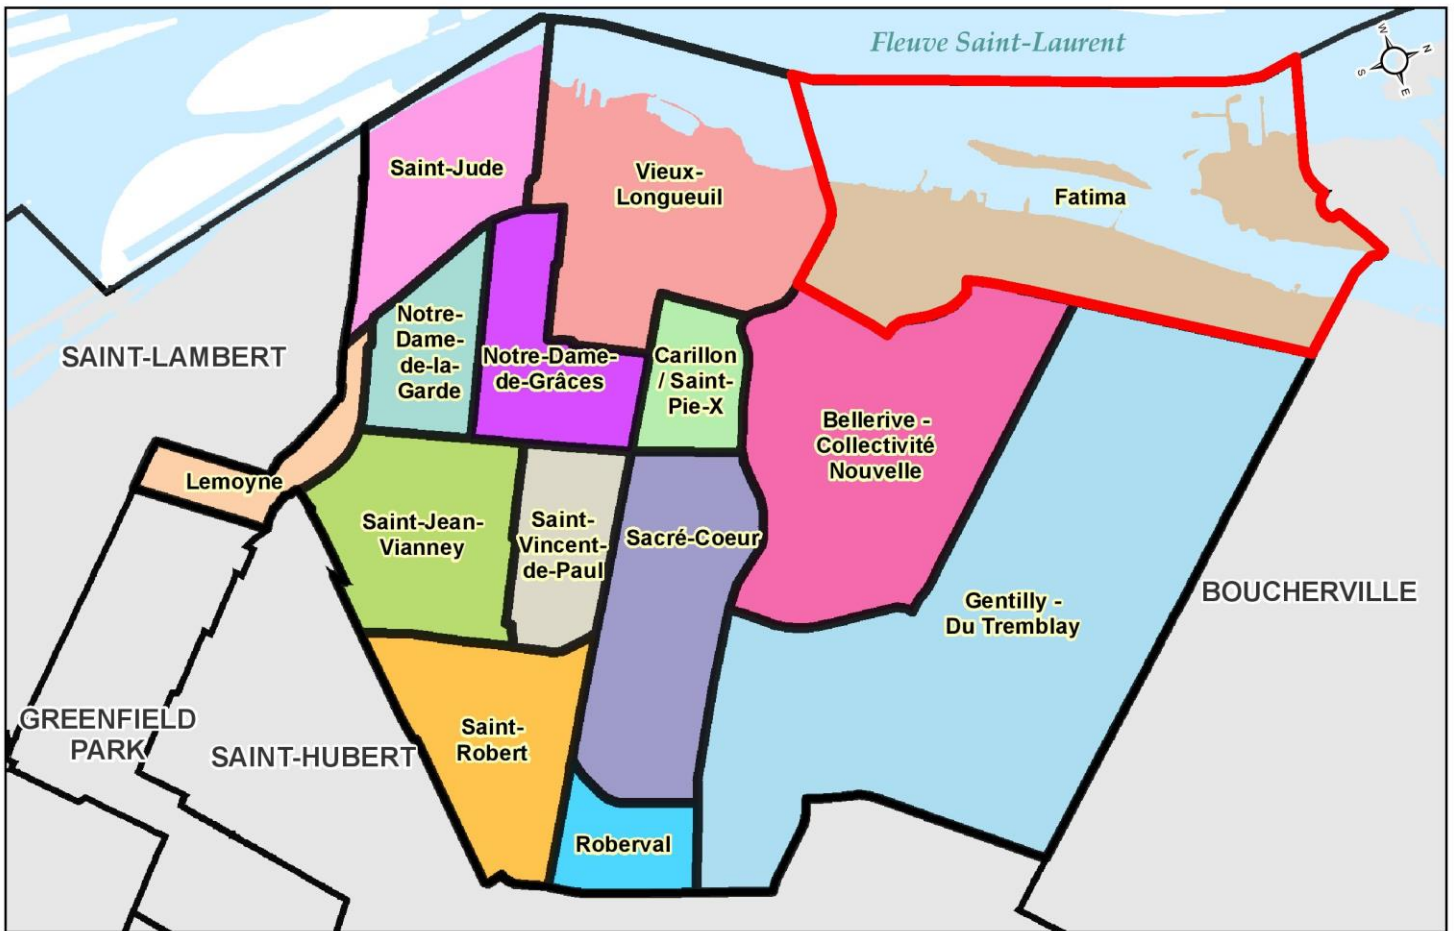 Fleuve Saint-Laurent
W
N
S
E
Saint-Jude
Vieux-
Longueuil
Fatima
Notre-
Dame-
de-la-
Garde
SAINT-LAMBERT
Notre-Dame-
de-Grâces
Carillon
/ Saint-
Pie-X
Bellerive -
Collectivité
Nouvelle
Lemoyne
Saint-Jean-
Vianney
Saint-
Vincent-
de-Paul
Sacré-Coeur
BOUCHERVILLE
Gentilly -
Du Tremblay
GREENFIELD
PARK
SAINT-HUBERT
Saint-
Robert
Roberval